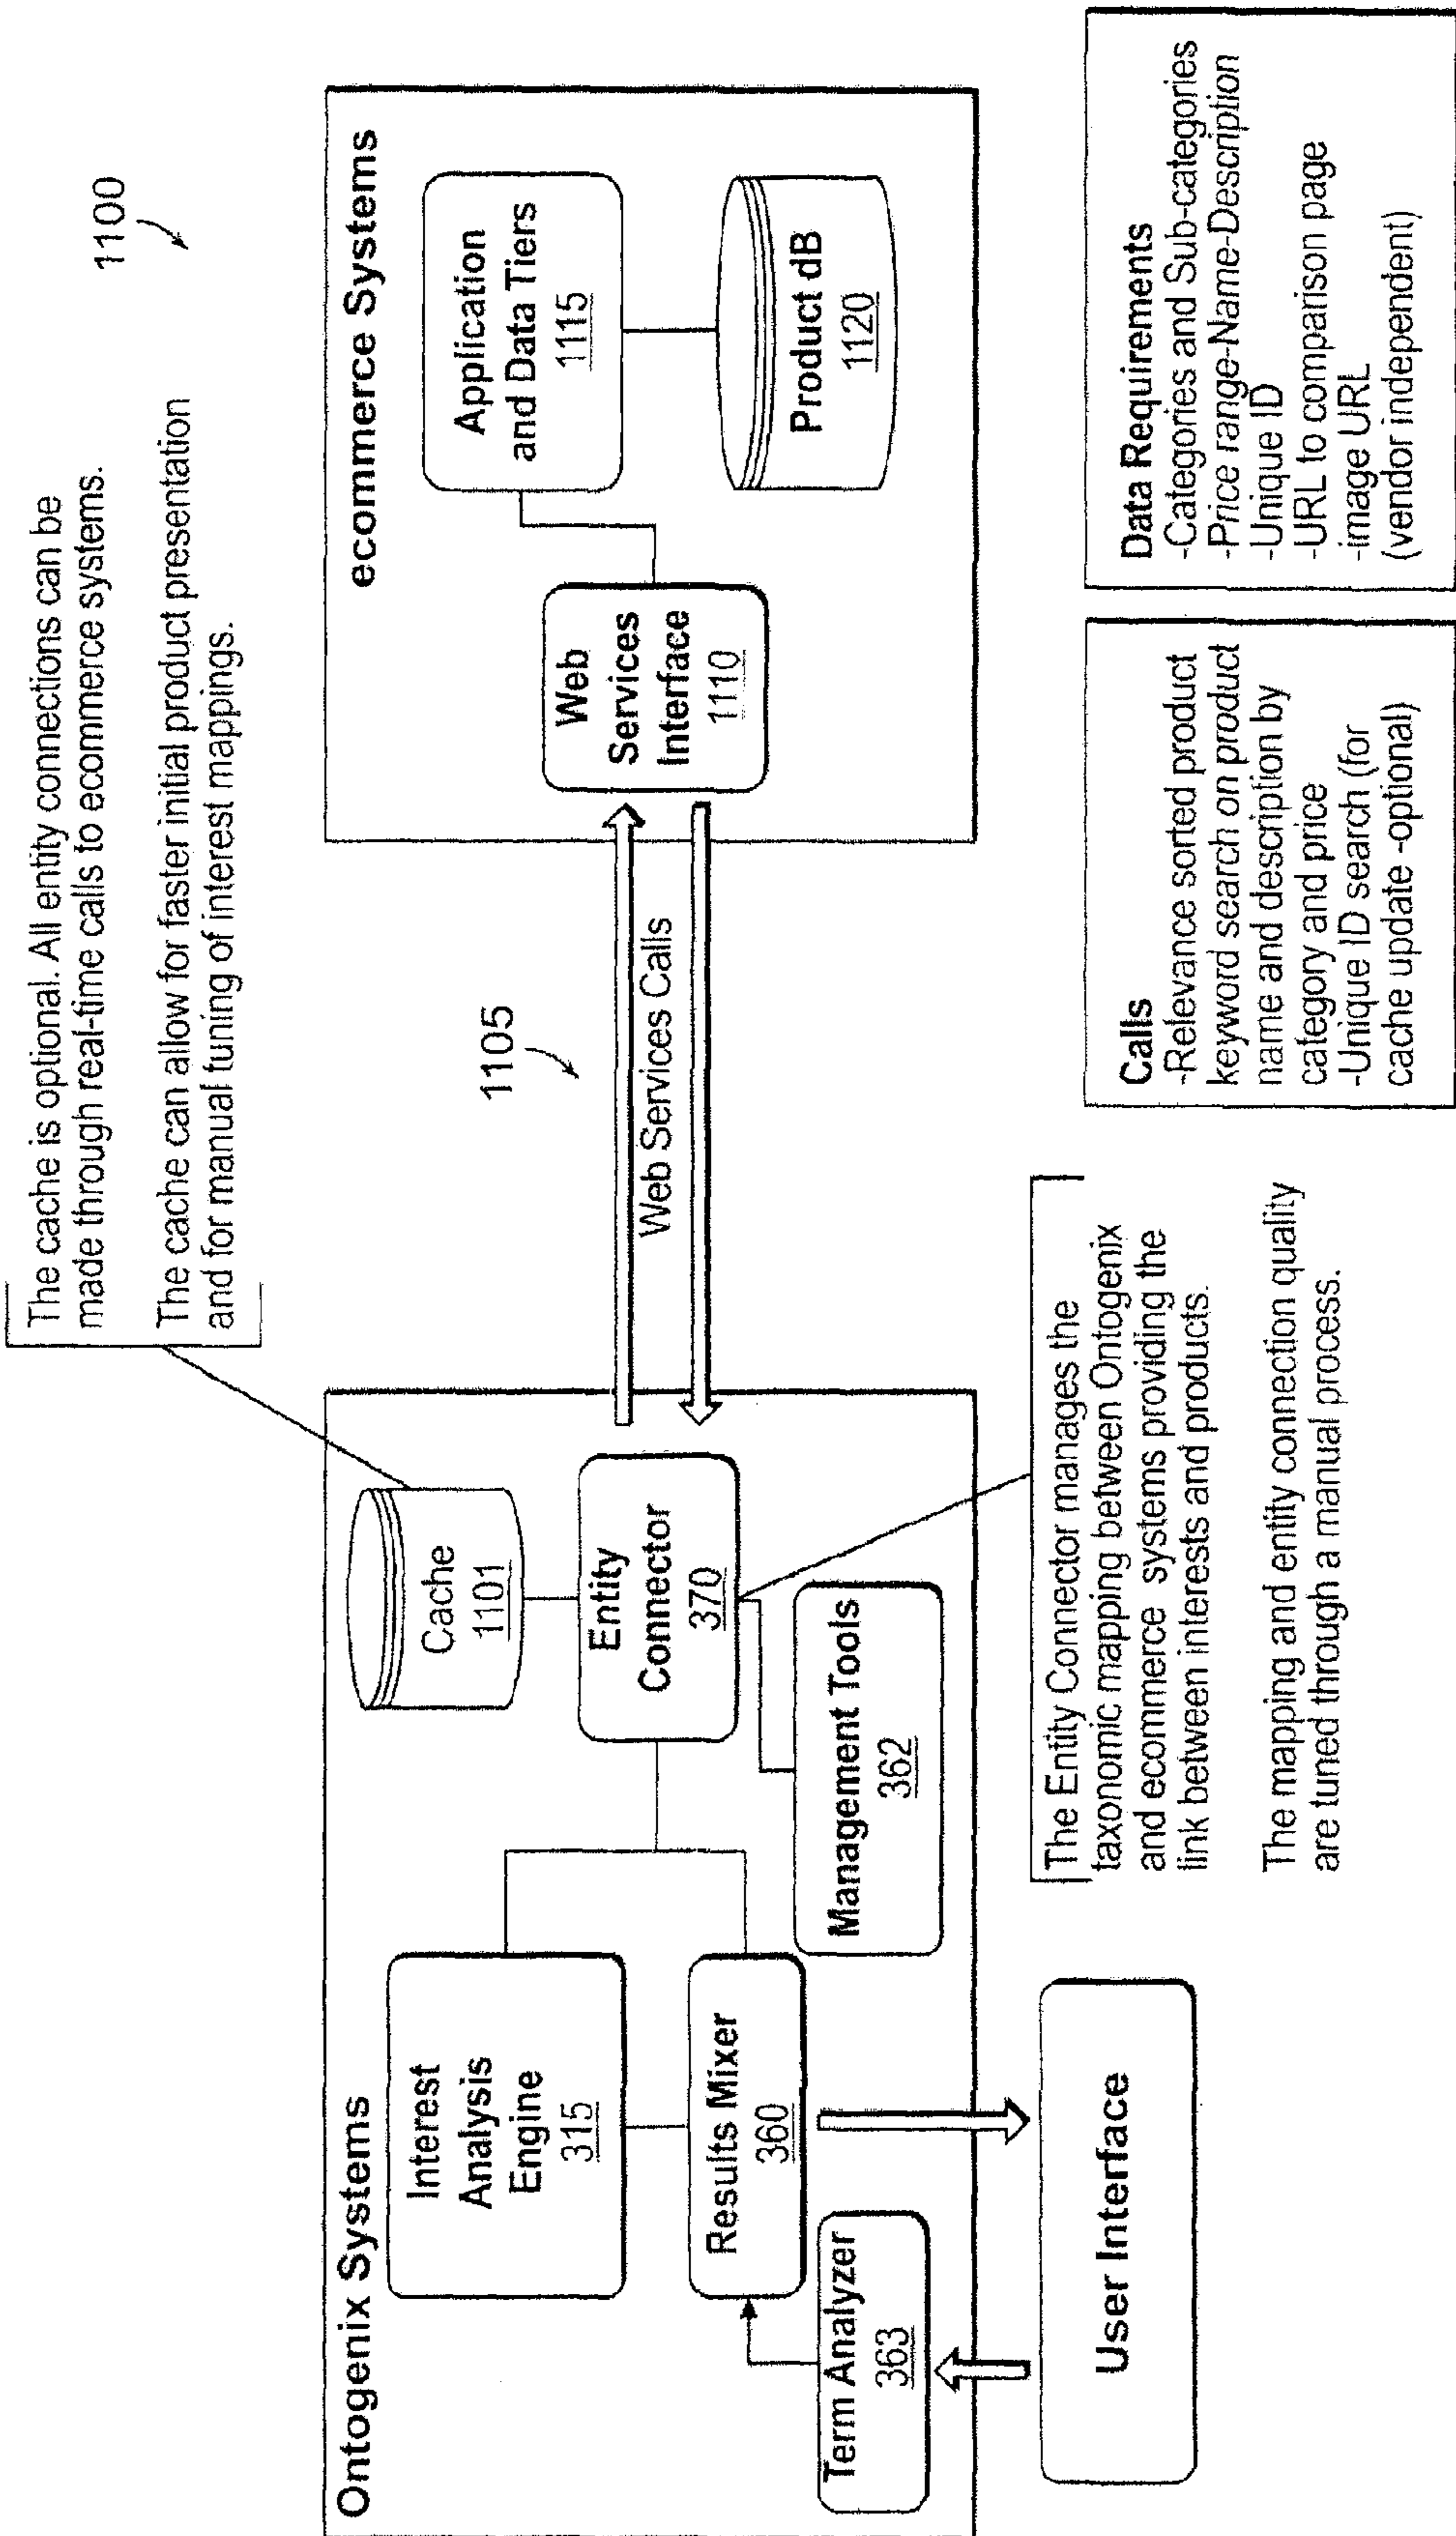 1100
The cache is optional. All entity connections can be
made through real-time calls to ecommerce systems.
The cache can allow for faster initial product presentation
and for manual tuning of interest mappings.
Ontogenix Systems
Interest
Analysis
Engine
315
Results Mixer
360
Term Analyzer
363
Cache
1101
Entity
Connector
370
Management Tools
362
User Interface
1105
Web Services Calls
ecommerce Systems
Web
Services
Interface
1110
Application
and Data Tiers
1115
Product dB
1120
The Entity Connector manages the
taxonomic mapping between Ontogenix
and ecommerce systems providing the
link between interests and products.
The mapping and entity connection quality
are tuned through a manual process.
Calls
-Relevance sorted product
keyword search on product
name and description by
category and price
-Unique ID search (for
cache update -optional)
Data Requirements
-Categories and Sub-categories
-Price range-Name-Description
-Unique ID
-URL to comparison page
-image URL
(vendor independent)